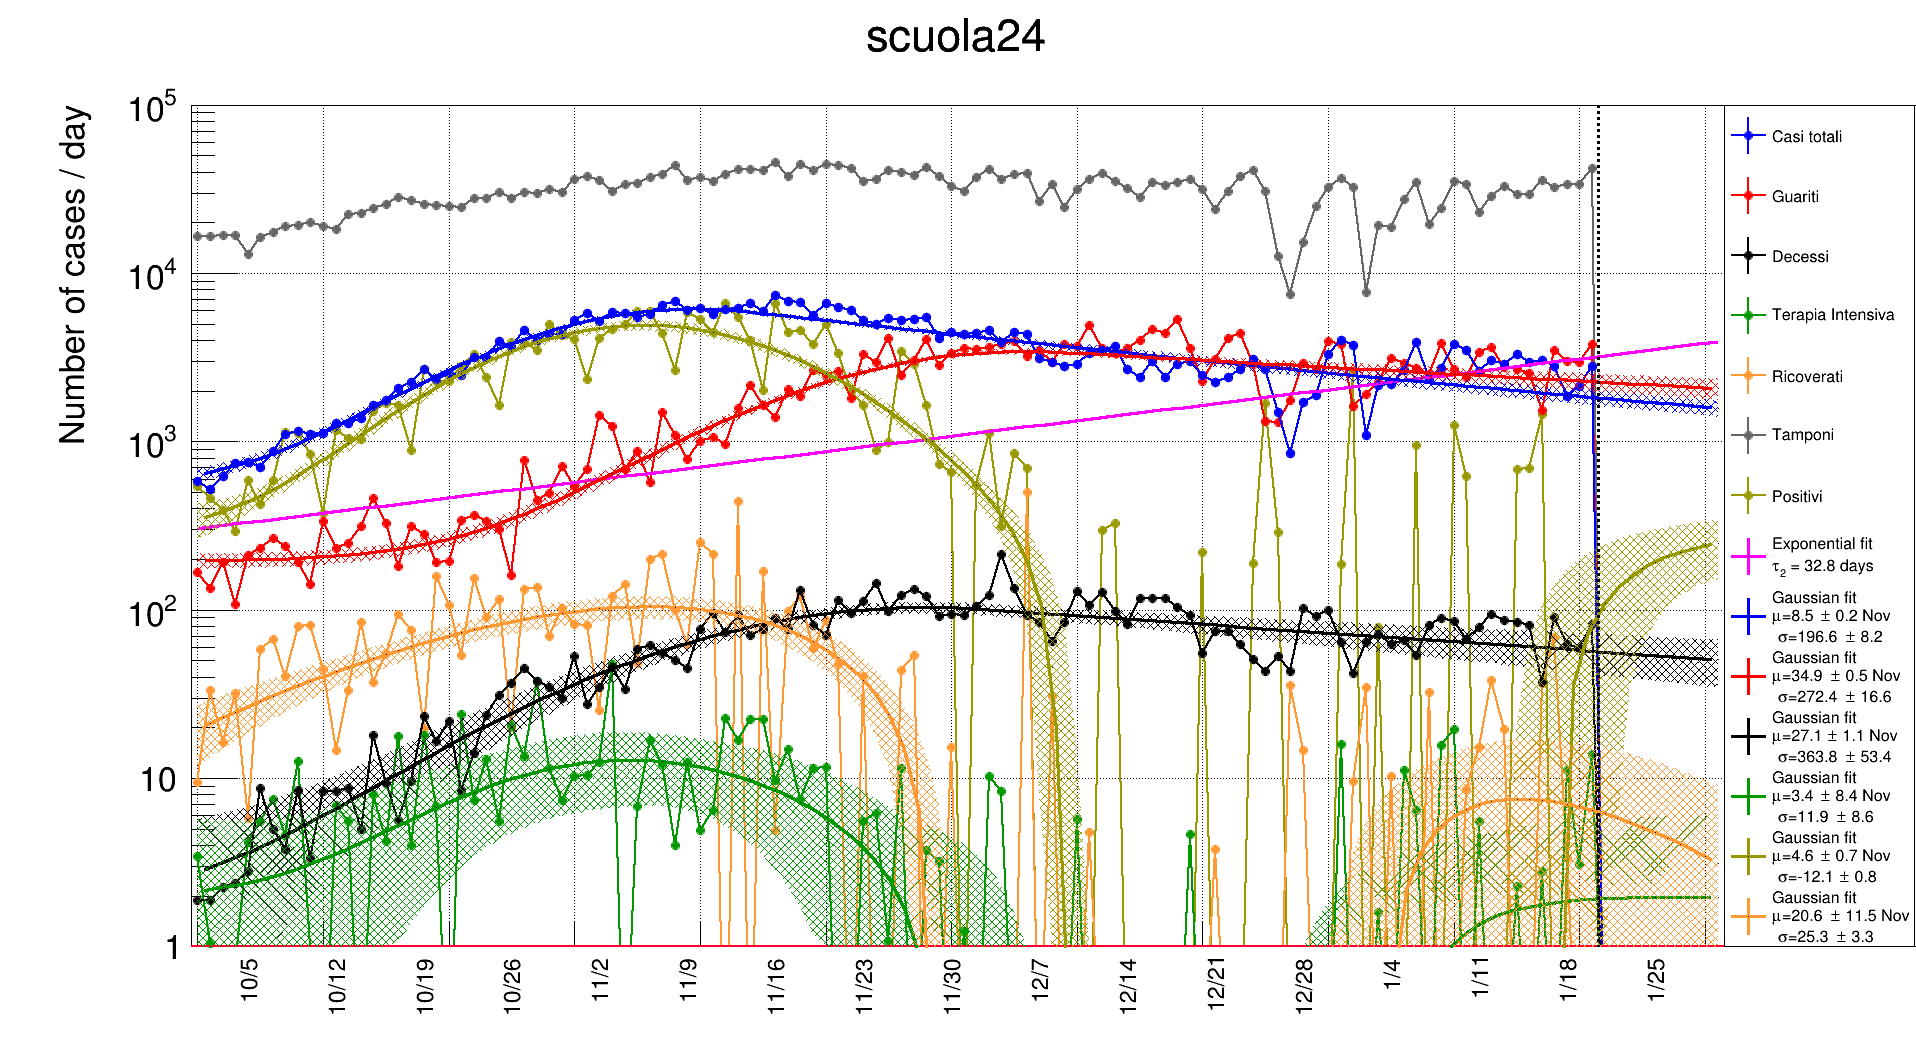 scuola24
Number of cases / day
10^5
10^4
10^3
10^2
10
1
10/5
10/12
10/19
10/26
11/2
11/9
11/16
11/23
11/30
12/7
12/14
12/21
12/28
1/4
1/11
1/18
1/25
Casi totali
Guariti
Decessi
Terapia Intensiva
Ricoverati
Tamponi
Positivi
Exponential fit
τ₂ = 32.8 days
Gaussian fit
μ=8.5 ± 0.2 Nov
σ=196.6 ± 8.2
Gaussian fit
μ=34.9 ± 0.5 Nov
σ=272.4 ± 16.6
Gaussian fit
μ=27.1 ± 1.1 Nov
σ=363.8 ± 53.4
Gaussian fit
μ=3.4 ± 8.4 Nov
σ=11.9 ± 8.6
Gaussian fit
μ=4.6 ± 0.7 Nov
σ=-12.1 ± 0.8
Gaussian fit
μ=20.6 ± 11.5 Nov
σ=25.3 ± 3.3